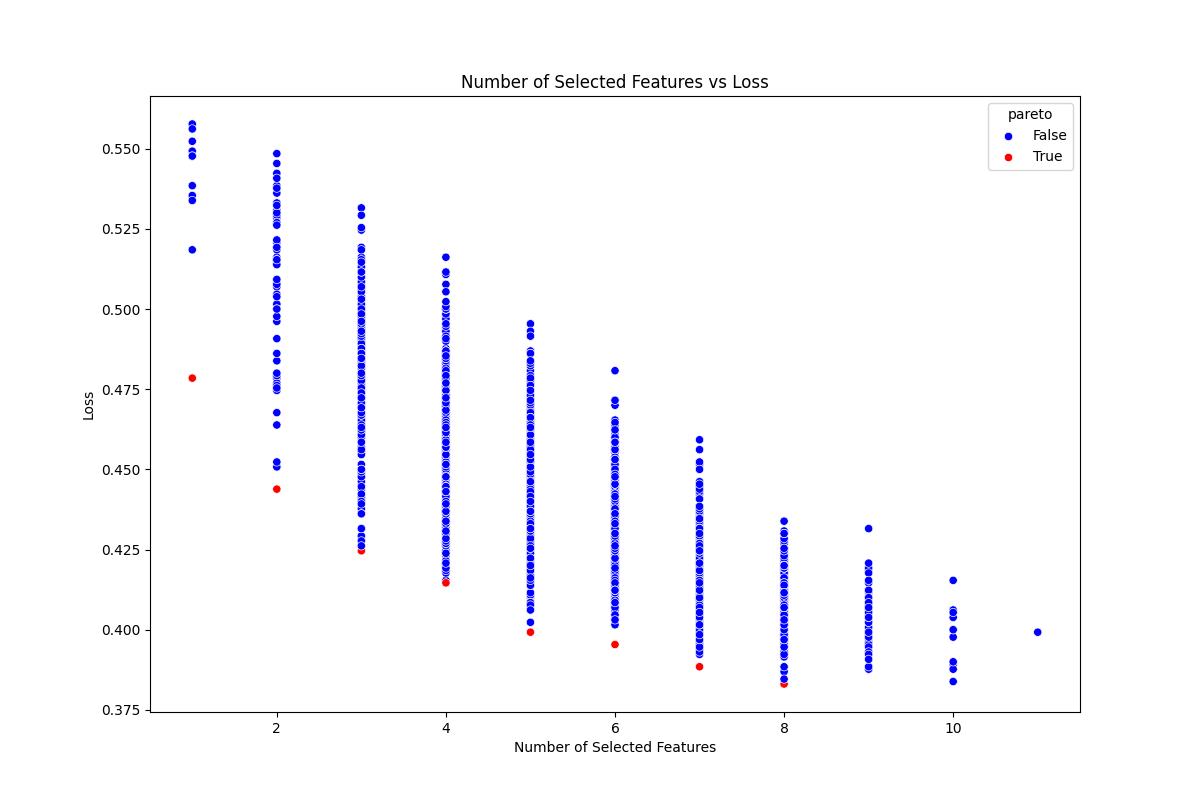 Number of Selected Features vs Loss
pareto
False
True
0.550
0.525
0.500
0.475
0.450
0.425
0.400
0.375
Loss
2 4 6 8 10
Number of Selected Features